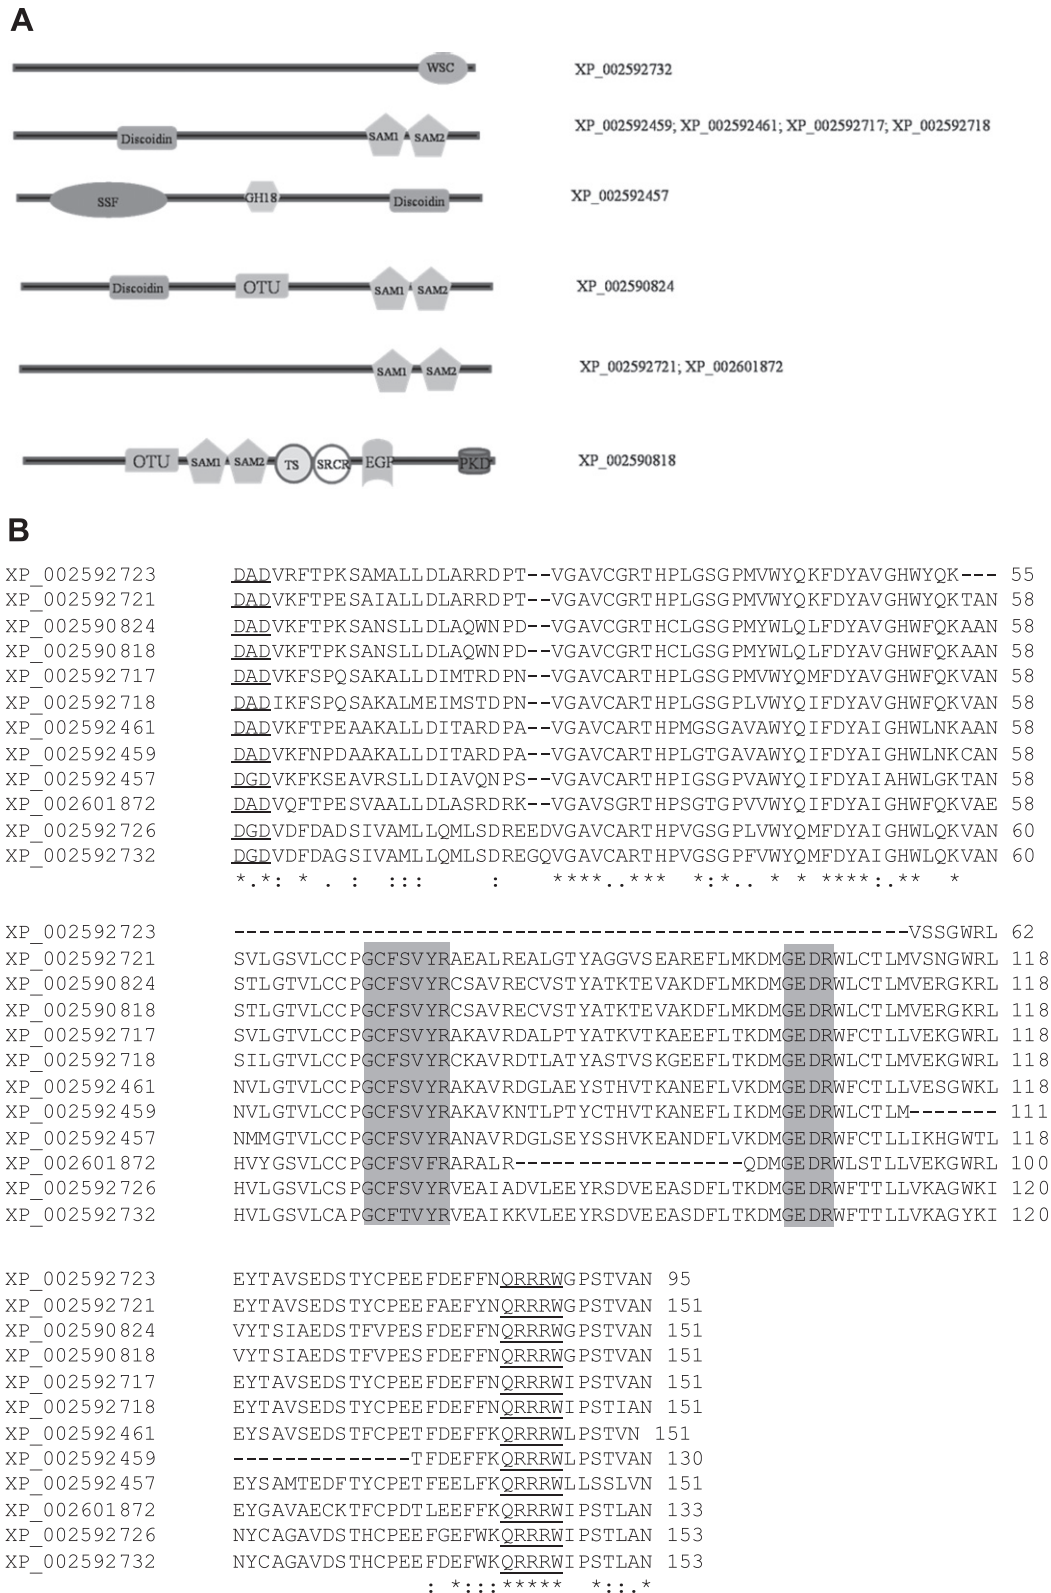 A
WSC XP_002592732
Discoidin SAM1 SAM2 XP_002592459; XP_002592461; XP_002592717; XP_002592718
SSF GH18 Discoidin XP_002592457
Discoidin OTU SAM1 SAM2 XP_002590824
SAM1 SAM2 XP_002592721; XP_002601872
OTU SAM1 SAM2 TS SRCR EGF PKD XP_002590818
B
XP_002592723 DADVRFTPKSAMALLDLARRDPT--VGAVCGRTHPLGSGPMVWYQKFDYAVGHWYQK--- 55
XP_002592721 DADVKFTPESAIALLDLARRDPT--VGAVCGRTHPLGSGPMVWYQKFDYAVGHWYQKTAN 58
XP_002590824 DADVKFTPKSANSLLDLAQWNPD--VGAVCGRTHCLGSGPMYWLQLFDYAVGHWFQKAAN 58
XP_002590818 DADVKFTPKSANSLLDLAQWNPD--VGAVCGRTHCLGSGPMYWLQLFDYAVGHWFQKAAN 58
XP_002592717 DADVKFSPQSAKALLDIMTRDPN--VGAVCARTHPLGSGPMVWYQMFDYAVGHWFQKVAN 58
XP_002592718 DADIKFSPQSAKALMEIMSTDPN--VGAVCARTHPLGSGPLVWYQIFDYAVGHWFQKVAN 58
XP_002592461 DADVKFTPEAAKALLDITARDPA--VGAVCARTHPMGSGAVAWYQIFDYAIGHWLNKAAN 58
XP_002592459 DADVKFNPDAAKALLDITARDPA--VGAVCARTHPLGTGAVAWYQIFDYAIGHWLNKCAN 58
XP_002592457 DGDVKFKSEAVRSLLDIAVQNPS--VGAVCARTHPIGSGPVAWYQIFDYAIAHWLGKTAN 58
XP_002601872 DADVQFTPESVAALLDLASRDRK--VGAVSGRTHPSGTGPVVWYQIFDYAIGHWFQKVAE 58
XP_002592726 DGDVDFDADSIVAMLLQMLSDREEDVGAVCARTHPVGSGPLVWYQMFDYAIGHWLQKVAN 60
XP_002592732 DGDVDFDAGSIVAMLLQMLSDREGQVGAVCARTHPVGSGPFVWYQMFDYAIGHWLQKVAN 60
*.*: * . : ::: : ****..*** *:*.. * * ****:.** *
XP_002592723 -----------------------------------------------VSSGWRL 62
XP_002592721 SVLGSVLCCPGCFSVYRAEALREALGTYAGGVSEAREFLMKDMGEDRWLCTLMVSNGWRL 118
XP_002590824 STLGTVLCCPGCFSVYRCSAVRECVSTYATKTEVAKDFLMKDMGEDRWLCTLMVERGKRL 118
XP_002590818 STLGTVLCCPGCFSVYRCSAVRECVSTYATKTEVAKDFLMKDMGEDRWLCTLMVERGKRL 118
XP_002592717 SVLGTVLCCPGCFSVYRAKAVRDALPTYATKVTKAEEFLTKDMGEDRWFCTLLVEKGWRL 118
XP_002592718 SILGTVLCCPGCFSVYRCKAVRDTLATYASTVSKGEEFLTKDMGEDRWLCTLMVEKGWRL 118
XP_002592461 NVLGTVLCCPGCFSVYRAKAVRDGLAEYSTHVTKANEFLVKDMGEDRWFCTLLVESGWKL 118
XP_002592459 NVLGTVLCCPGCFSVYRAKAVKNTLPTYCTHVTKANEFLIKDMGEDRWLCTLM------- 111
XP_002592457 NMMGTVLCCPGCFSVYRANAVRDGLSEYSSHVKEANDFLVKDMGEDRWFCTLLIKHGWTL 118
XP_002601872 HVYGSVLCCPGCFSVFRARALR----------------QDMGEDRWLSTLLVEKGWRL 100
XP_002592726 HVLGSVLCSPGCFSVYRVEAIADVLEEYRSDVEEASDFLTKDMGEDRWFTTLLVKAGWKI 120
XP_002592732 HVLGSVLCAPGCFTVYRVEAIKKVLEEYRSDVEEASDFLTKDMGEDRWFTTLLVKAGYKI 120
XP_002592723 EYTAVSEDSTYCPEEFDEFFNQRRRWGPSTVAN 95
XP_002592721 EYTAVSEDSTYCPEEFAEFYNQRRRWGPSTVAN 151
XP_002590824 VYTSIAEDSTFVPESFDEFFNQRRRWGPSTVAN 151
XP_002590818 VYTSIAEDSTFVPESFDEFFNQRRRWGPSTVAN 151
XP_002592717 EYTAVSEDSTYCPEEFDEFFNQRRRWIPSTVAN 151
XP_002592718 EYTAVSEDSTYCPEEFDEFFNQRRRWIPSTIAN 151
XP_002592461 EYSAVSEDSTFCPETFDEFFKQRRRWLPSTVN 151
XP_002592459 -------------TFDEFFKQRRRWLPSTVAN 130
XP_002592457 EYSAMTEDFTYCPETFEELFKQRRRWLLSSLVN 151
XP_002601872 EYGAVAECKTFCPDTLEEFFKQRRRWIPSTLAN 133
XP_002592726 NYCAGAVDSTHCPEEFGEFWKQRRRWIPSTLAN 153
XP_002592732 NYCAGAVDSTHCPEEFDEFWKQRRRWIPSTLAN 153
: *:::***** *::.*